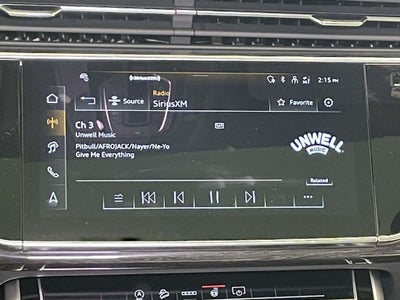 ((SiriusXM))
Radio
2:15 PM
Source
SiriusXM
Favorite
Ch 3
Unwell Music
Pitbull/AFROJACK/Nayer/Ne-Yo
Give Me Everything
UNWELL
MUSIC
Related